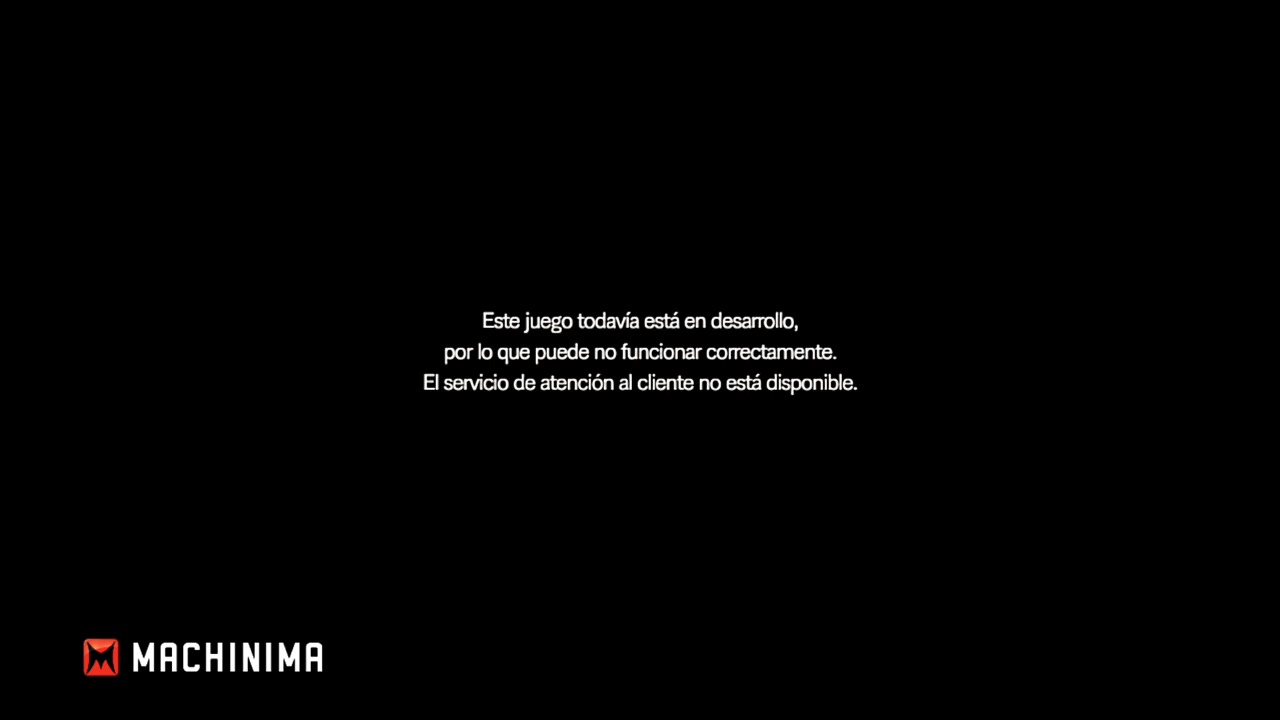 Este juego todavía está en desarrollo,
por lo que puede no funcionar correctamente.
El servicio de atención al cliente no está disponible.
MACHINIMA